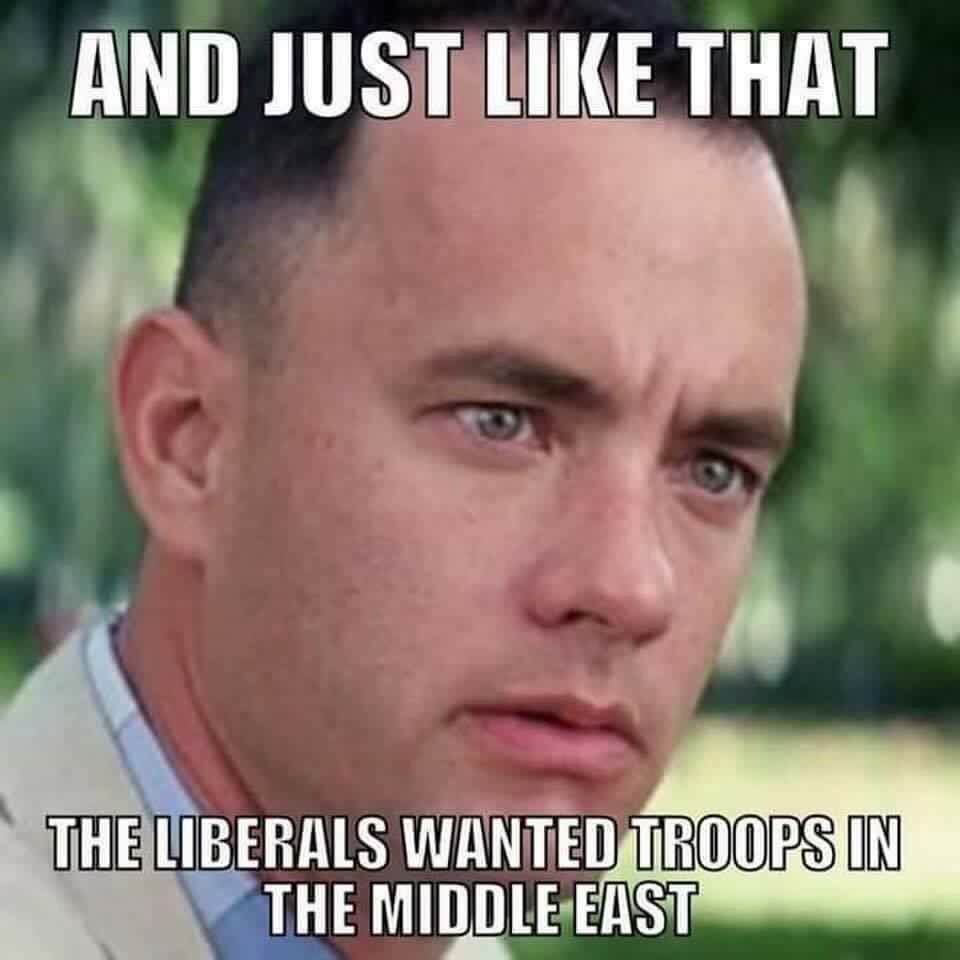 AND JUST LIKE THAT
THE LIBERALS WANTED TROOPS IN
THE MIDDLE EAST